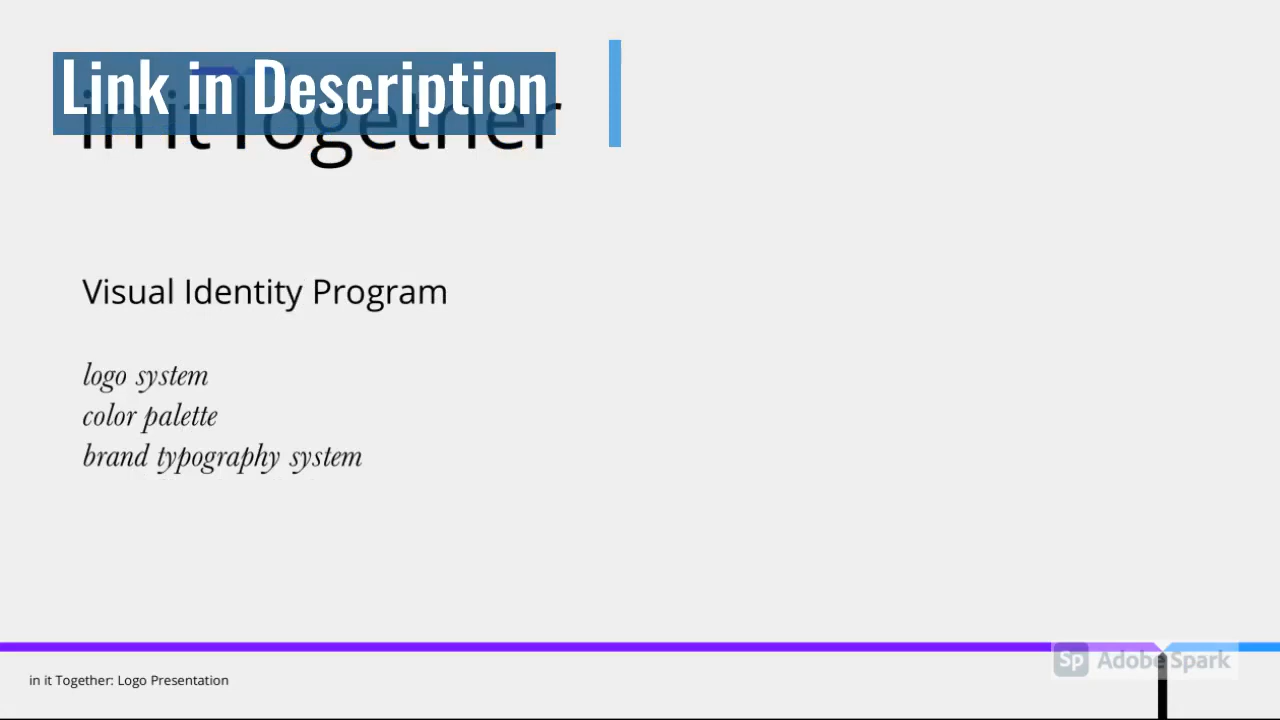 Link in Description
in it Together
Visual Identity Program
logo system
color palette
brand typography system
in it Together: Logo Presentation
Sp Adobe Spark